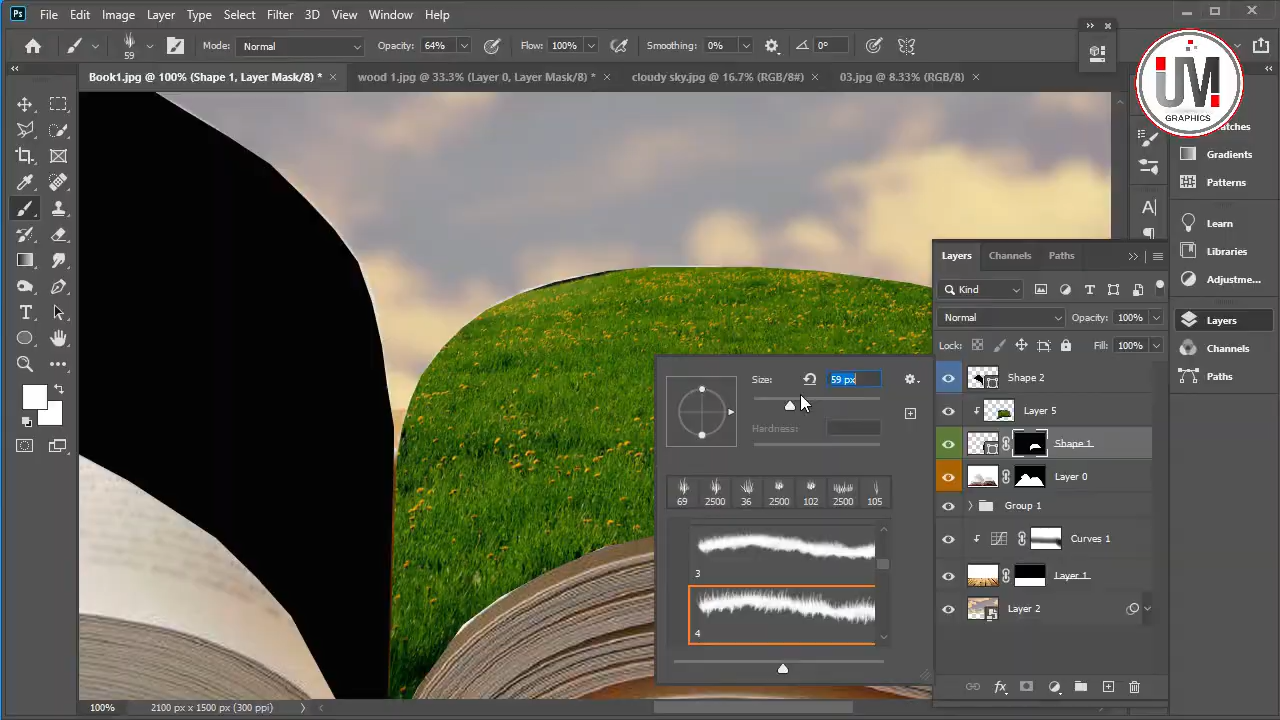 Ps File Edit Image Layer Type Select Filter 3D View Window Help
59 Mode: Normal Opacity: 64% Flow: 100% Smoothing: 0% 0°
Book1.jpg @ 100% (Shape 1, Layer Mask/8) * × wood 1.jpg @ 33.3% (Layer 0, Layer Mask/8) * × cloudy sky.jpg @ 16.7% (RGB/8#) × 03.jpg @ 8.33% (RGB/8) ×
UM
GRAPHICS
Gradients
Patterns
Learn
Libraries
Adjustme...
Layers
Channels
Paths
Layers Channels Paths
Kind
Normal Opacity: 100%
Lock: Fill: 100%
Shape 2
Layer 5
Shape 1
Layer 0
Group 1
Curves 1
Layer 1
Layer 2
Size: 59 px
Hardness:
69 2500 36 2500 102 2500 105
3
4
100% 2100 px x 1500 px (300 ppi)